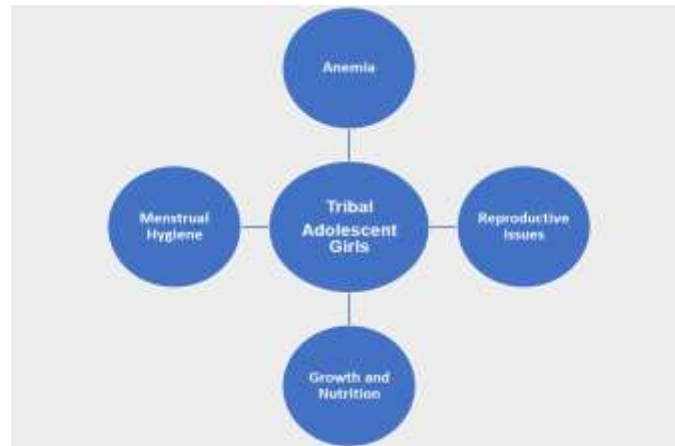 Anemia
Menstrual
Hygiene
Tribal
Adolescent
Girls
Reproductive
Issues
Growth and
Nutrition